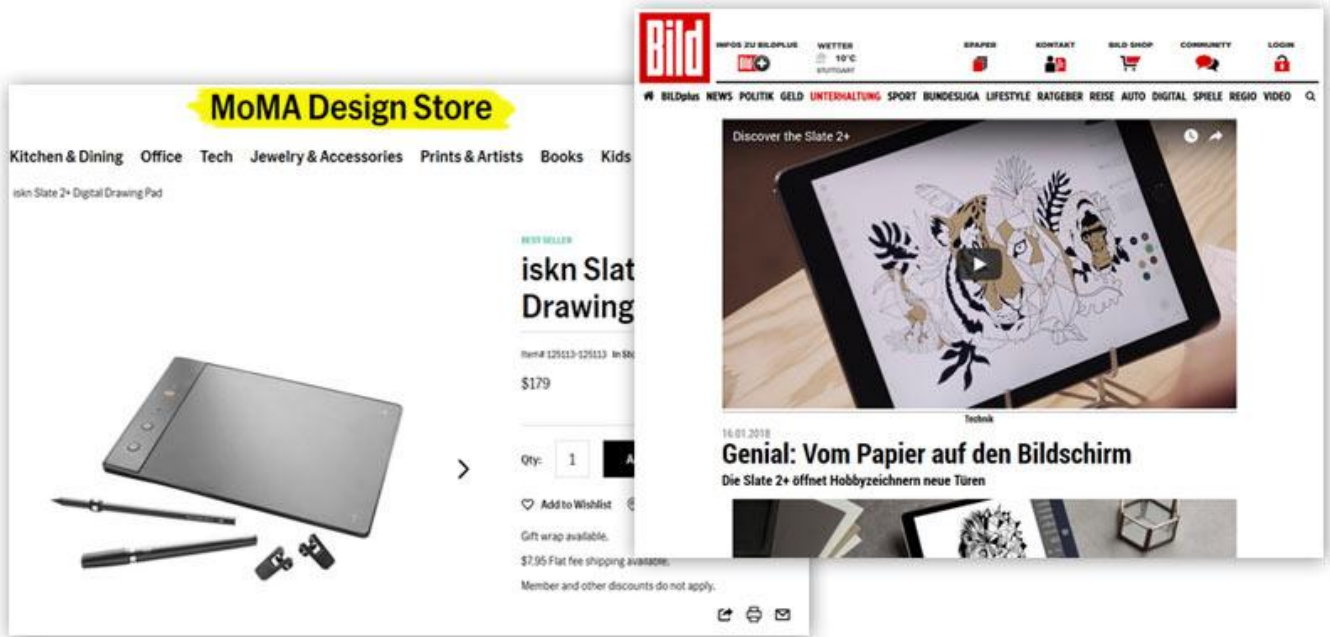 MoMA Design Store
Kitchen & Dining Office Tech Jewelry & Accessories Prints & Artists Books Kids
iskn Slate 2+ Digital Drawing Pad
BEST SELLER
iskn Slat
Drawing
Item# 125113-125113 In Sto
$179
Qty: 1 A
Add to Wishlist
Gift wrap available.
$7.95 Flat fee shipping available.
Member and other discounts do not apply.
Bild
INFOS ZU BILDPLUS WETTER EPAPER KONTAKT BILD SHOP COMMUNITY LOGIN
10°C
STUTTGART
BILDplus NEWS POLITIK GELD UNTERHALTUNG SPORT BUNDESLIGA LIFESTYLE RATGEBER REISE AUTO DIGITAL SPIELE REGIO VIDEO
Discover the Slate 2+
Technik
16.01.2018
Genial: Vom Papier auf den Bildschirm
Die Slate 2+ öffnet Hobbyzeichnern neue Türen